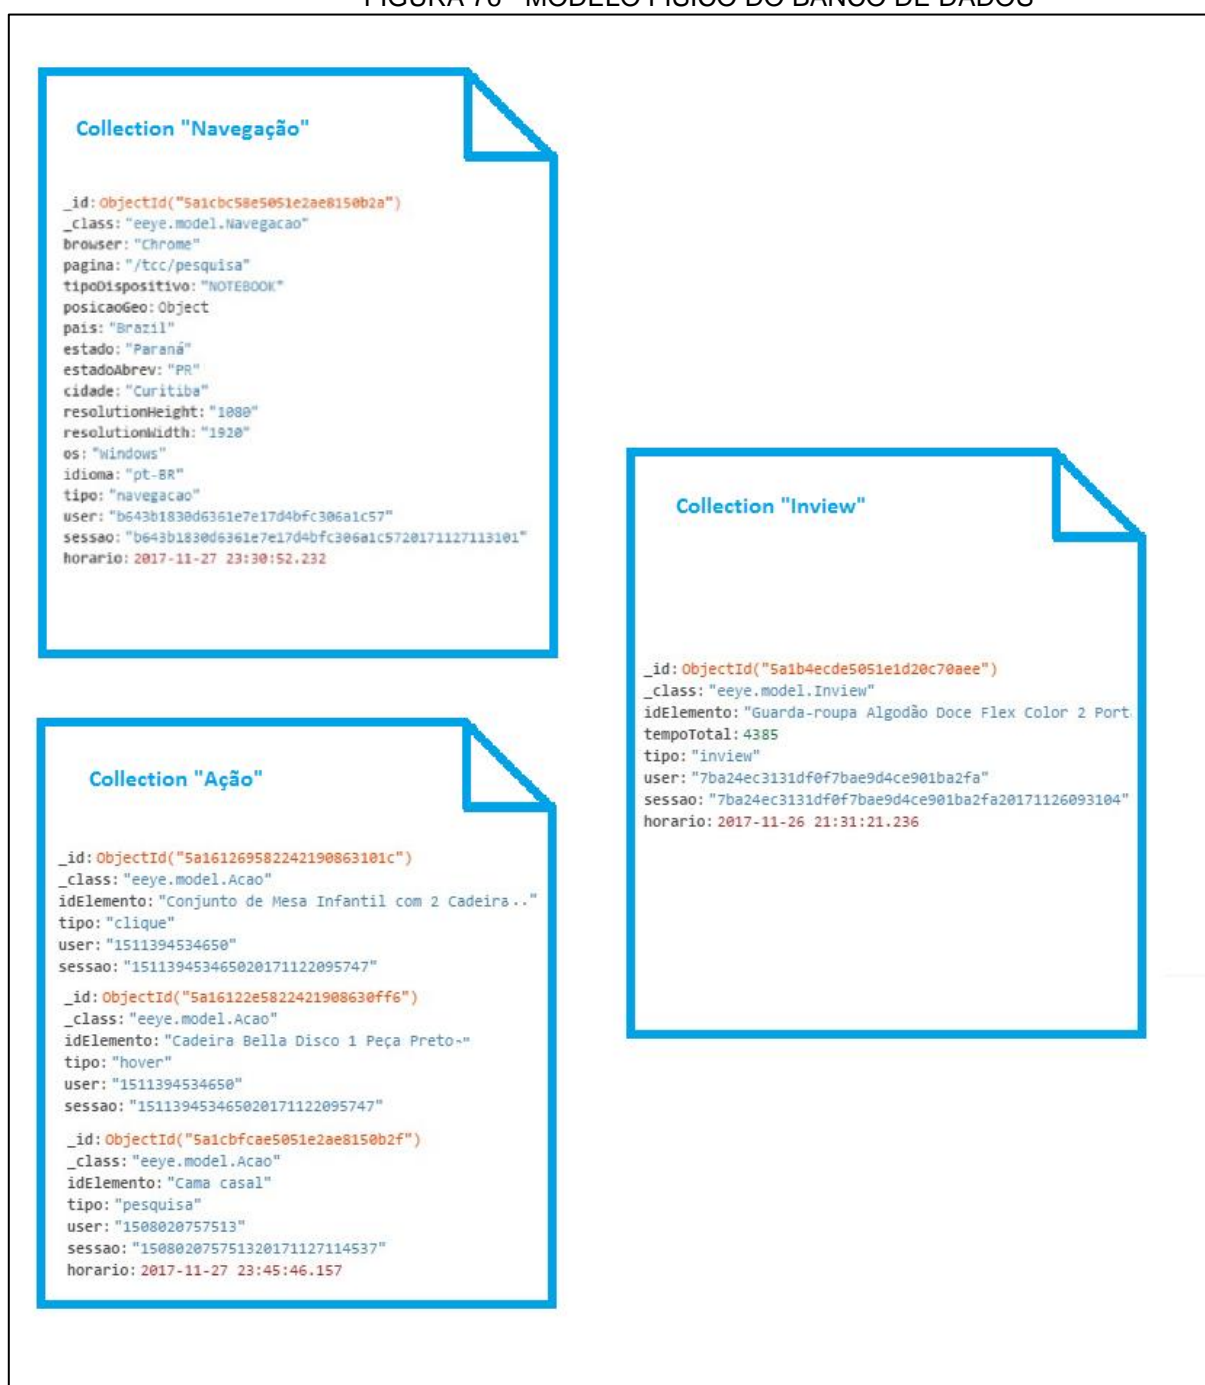 FIGURA 76 - MODELO FÍSICO DO BANCO DE DADOS
Collection "Navegação"
_id: ObjectId("5a1cbc58e5051e2ae8150b2a")
_class: "eeye.model.Navegacao"
browser: "Chrome"
pagina: "/tcc/pesquisa"
tipoDispositivo: "NOTEBOOK"
posicaoGeo: Object
pais: "Brazil"
estado: "Paraná"
estadoAbrev: "PR"
cidade: "Curitiba"
resolutionHeight: "1080"
resolutionWidth: "1920"
os: "Windows"
idioma: "pt-BR"
tipo: "navegacao"
user: "b643b1830d6361e7e17d4bfc306a1c57"
sessao: "b643b1830d6361e7e17d4bfc306a1c5720171127113101"
horario: 2017-11-27 23:30:52.232
Collection "Inview"
_id: ObjectId("5a1b4ecde5051e1d20c70aee")
_class: "eeye.model.Inview"
idElemento: "Guarda-roupa Algodão Doce Flex Color 2 Port
tempoTotal: 4385
tipo: "inview"
user: "7ba24ec3131df0f7bae9d4ce901ba2fa"
sessao: "7ba24ec3131df0f7bae9d4ce901ba2fa20171126093104"
horario: 2017-11-26 21:31:21.236
Collection "Ação"
_id: ObjectId("5a161269582242190863101c")
_class: "eeye.model.Acao"
idElemento: "Conjunto de Mesa Infantil com 2 Cadeira.."
tipo: "clique"
user: "1511394534650"
sessao: "151139453465020171122095747"
_id: ObjectId("5a16122e5822421908630ff6")
_class: "eeye.model.Acao"
idElemento: "Cadeira Bella Disco 1 Peça Preto"
tipo: "hover"
user: "1511394534650"
sessao: "151139453465020171122095747"
_id: ObjectId("5a1cbfcae5051e2ae8150b2f")
_class: "eeye.model.Acao"
idElemento: "Cama casal"
tipo: "pesquisa"
user: "1508020757513"
sessao: "150802075751320171127114537"
horario: 2017-11-27 23:45:46.157